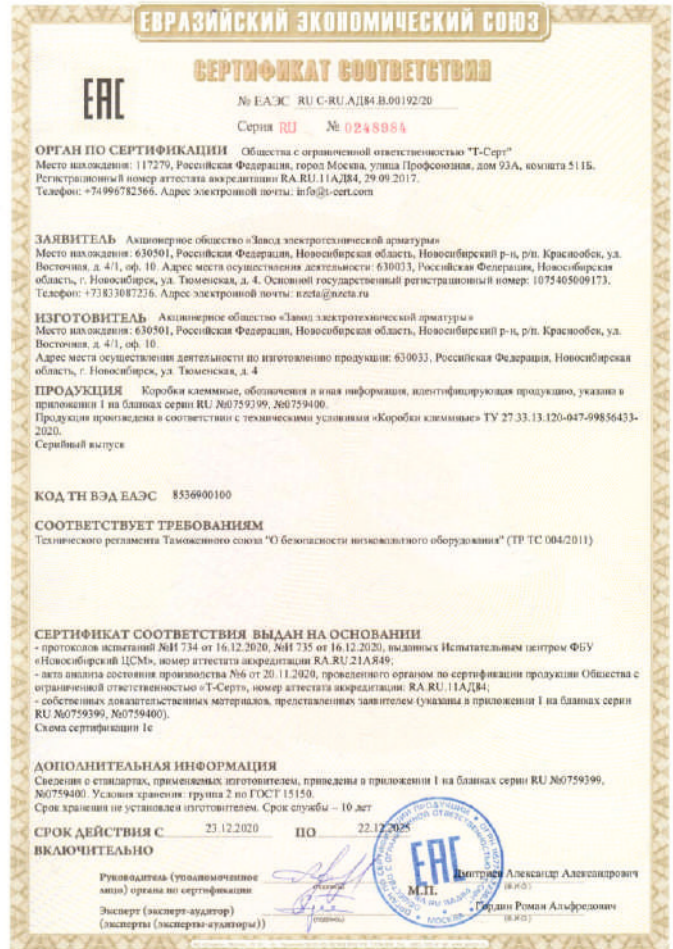 ЕВРАЗИЙСКИЙ ЭКОНОМИЧЕСКИЙ СОЮЗ
СЕРТИФИКАТ СООТВЕТСТВИЯ
ЕАС
№ ЕАЭС RU С-RU.АД84.В.00192/20
Серия RU № 0248984
ОРГАН ПО СЕРТИФИКАЦИИ Общества с ограниченной ответственностью "Т-Серт"
Место нахождения: 117279, Российская Федерация, город Москва, улица Профсоюзная, дом 93А, комната 511Б.
Регистрационный номер аттестата аккредитации RA.RU.11АД84, 29.09.2017.
Телефон: +74996782566. Адрес электронной почты: info@t-cert.com
ЗАЯВИТЕЛЬ Акционерное общество «Завод электротехнической арматуры»
Место нахождения: 630501, Российская Федерация, Новосибирская область, Новосибирский р-н, р/п. Краснообск, ул.
Восточная, д. 4/1, оф. 10. Адрес места осуществления деятельности: 630033, Российская Федерация, Новосибирская
область, г. Новосибирск, ул. Тюменская, д. 4. Основной государственный регистрационный номер: 1075405009173.
Телефон: +73833087236. Адрес электронной почты: nzeta@nzeta.ru
ИЗГОТОВИТЕЛЬ Акционерное общество «Завод электротехнической арматуры»
Место нахождения: 630501, Российская Федерация, Новосибирская область, Новосибирский р-н, р/п. Краснообск, ул.
Восточная, д. 4/1, оф. 10.
Адрес места осуществления деятельности по изготовлению продукции: 630033, Российская Федерация, Новосибирская
область, г. Новосибирск, ул. Тюменская, д. 4
ПРОДУКЦИЯ Коробки клеммные, обозначения и иная информация, идентифицирующая продукцию, указана в
приложении 1 на бланках серии RU №0759399, №0759400.
Продукция произведена в соответствии с техническими условиями «Коробки клеммные» ТУ 27.33.13.120-047-99856433-
2020.
Серийный выпуск
КОД ТН ВЭД ЕАЭС 8536900100
СООТВЕТСТВУЕТ ТРЕБОВАНИЯМ
Технического регламента Таможенного союза "О безопасности низковольтного оборудования" (ТР ТС 004/2011)
СЕРТИФИКАТ СООТВЕТСТВИЯ ВЫДАН НА ОСНОВАНИИ
- протоколов испытаний №И 734 от 16.12.2020, №И 735 от 16.12.2020, выданных Испытательным центром ФБУ
«Новосибирский ЦСМ», номер аттестата аккредитации RA.RU.21АЯ49;
- акта анализа состояния производства №6 от 20.11.2020, проведенного органом по сертификации продукции Общества с
ограниченной ответственностью «Т-Серт», номер аттестата аккредитации: RA.RU.11АД84;
- собственных доказательственных материалов, представленных заявителем (указаны в приложении 1 на бланках серии
RU №0759399, №0759400).
Схема сертификации 1с
ДОПОЛНИТЕЛЬНАЯ ИНФОРМАЦИЯ
Сведения о стандартах, применяемых изготовителем, приведены в приложении 1 на бланках серии RU №0759399,
№0759400. Условия хранения: группа 2 по ГОСТ 15150.
Срок хранения не установлен изготовителем. Срок службы – 10 лет
СРОК ДЕЙСТВИЯ С 23.12.2020 ПО 22.12.2025
ВКЛЮЧИТЕЛЬНО
Руководитель (уполномоченное
лицо) органа по сертификации
(подпись)
М.П.
Дмитриев Александр Александрович
(Ф.И.О.)
Эксперт (эксперт-аудитор)
(эксперты (эксперты-аудиторы))
(подпись)
Гордин Роман Альфредович
(Ф.И.О.)
ЕАС
МОСКВА